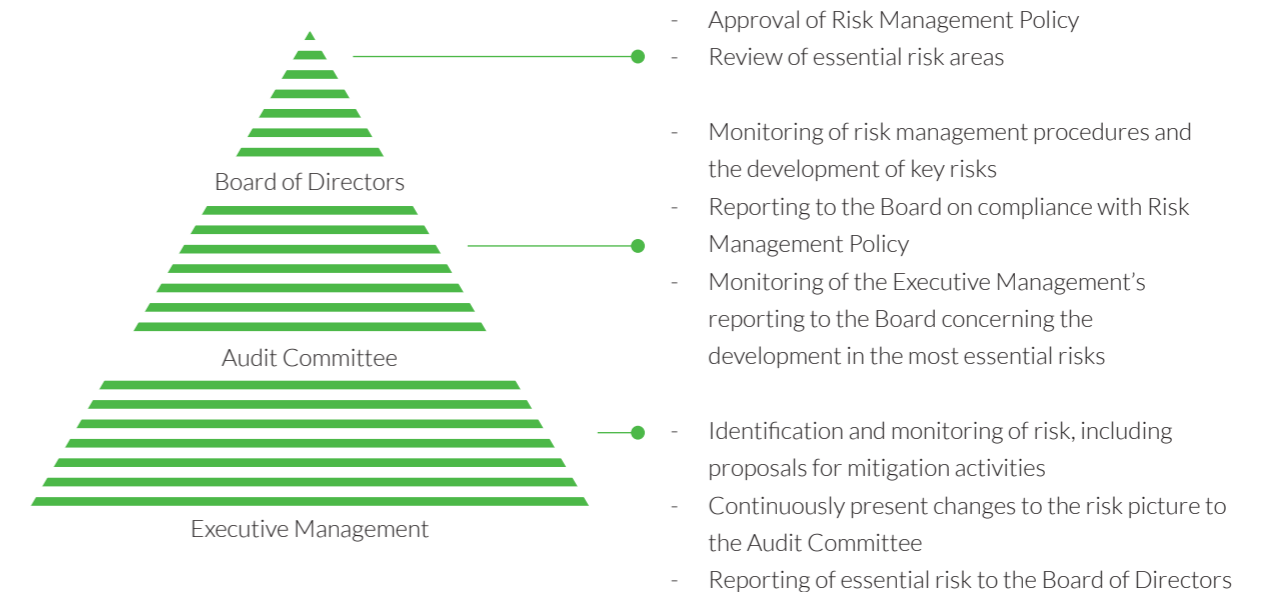 - Approval of Risk Management Policy
- Review of essential risk areas
Board of Directors
- Monitoring of risk management procedures and
the development of key risks
- Reporting to the Board on compliance with Risk
Management Policy
- Monitoring of the Executive Management’s
reporting to the Board concerning the
development in the most essential risks
Audit Committee
- Identification and monitoring of risk, including
proposals for mitigation activities
- Continuously present changes to the risk picture to
the Audit Committee
- Reporting of essential risk to the Board of Directors
Executive Management